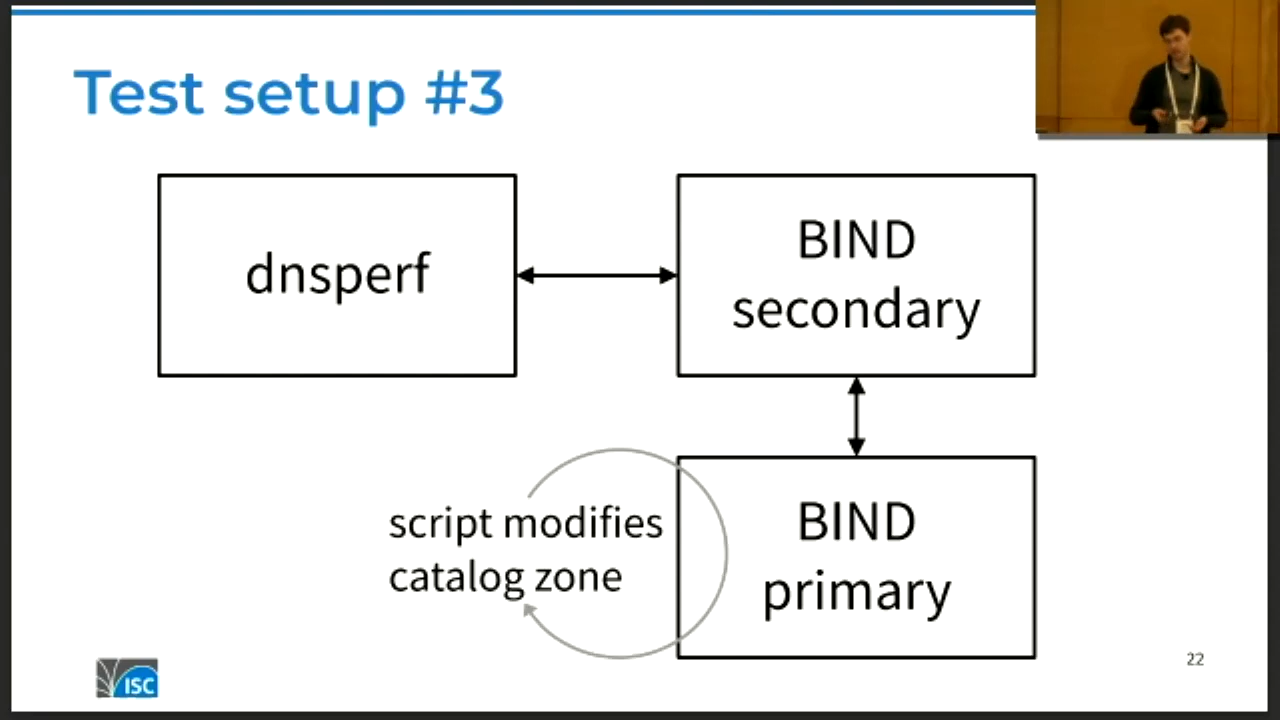 Test setup #3
dnsperf
BIND
secondary
script modifies
catalog zone
BIND
primary
ISC
22